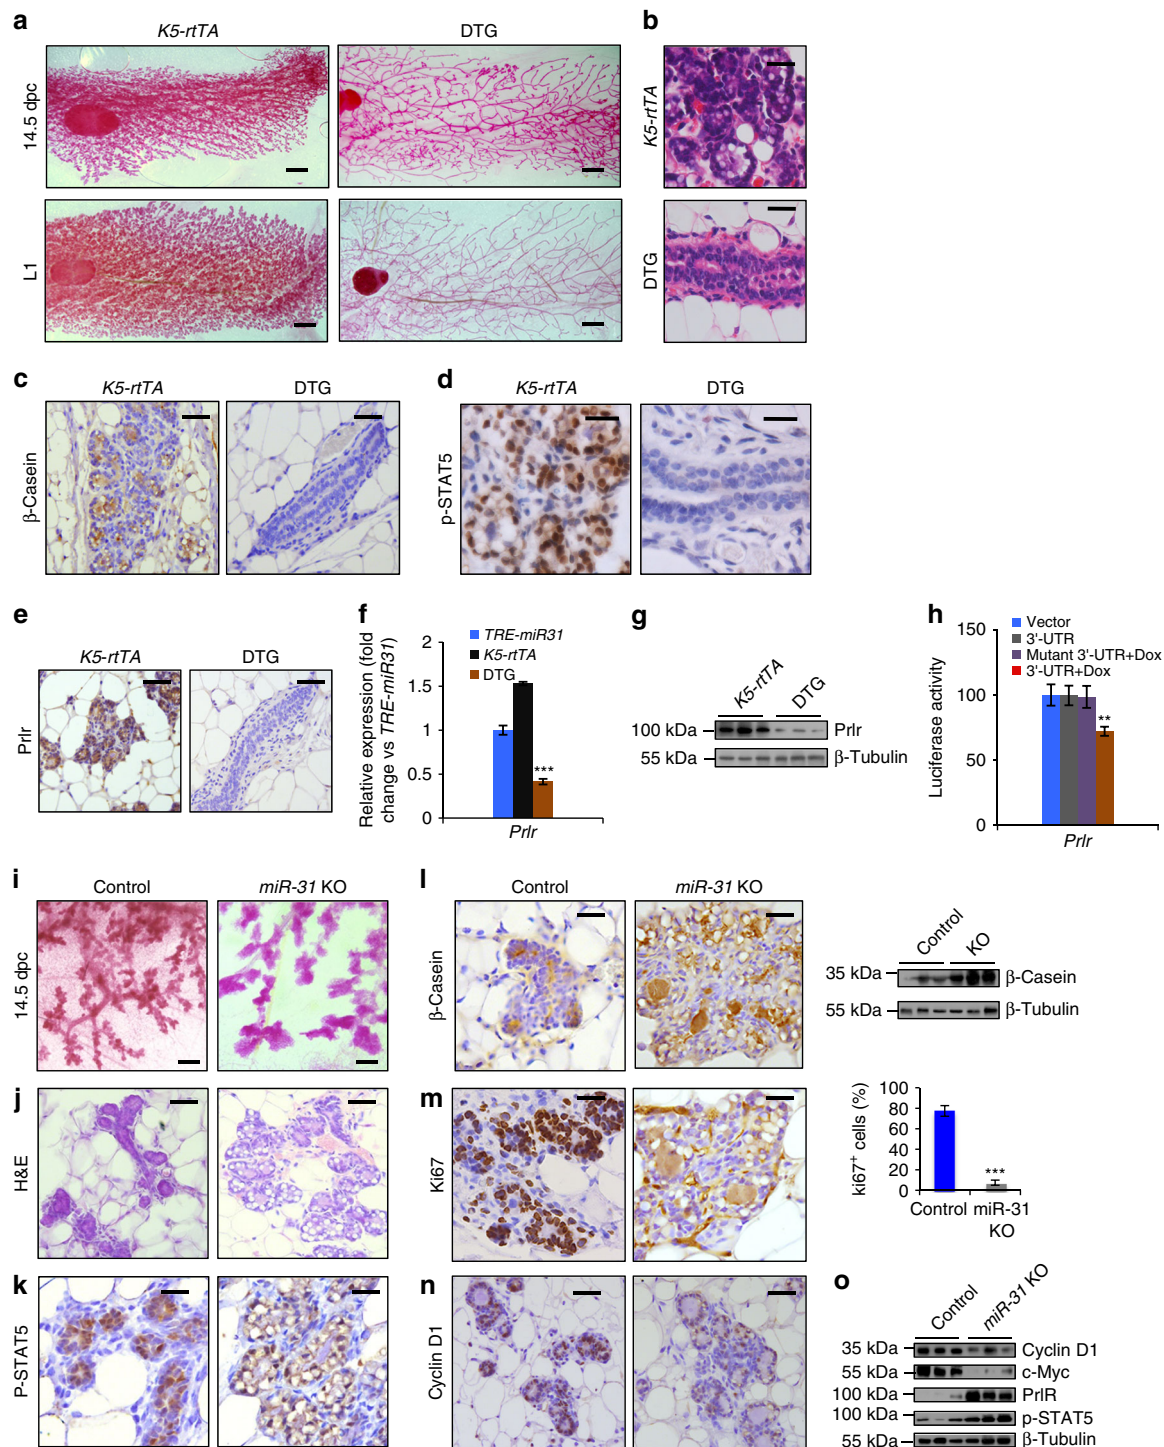 a
K5-rtTA
DTG
14.5 dpc
L1
b
K5-rtTA
DTG
c
K5-rtTA
DTG
β-Casein
d
K5-rtTA
DTG
p-STAT5
e
K5-rtTA
DTG
Prlr
f
Relative expression (fold
change vs TRE-miR31)
TRE-miR31
K5-rtTA
DTG
2
1.5
1
0.5
0
***
Prlr
g
K5-rtTA
DTG
100 kDa
Prlr
55 kDa
β-Tubulin
h
Vector
3'-UTR
Mutant 3'-UTR+Dox
3'-UTR+Dox
Luciferase activity
150
100
50
0
**
Prlr
i
Control
miR-31 KO
14.5 dpc
j
H&E
k
P-STAT5
l
Control
miR-31 KO
β-Casein
Control
KO
35 kDa
β-Casein
55 kDa
β-Tubulin
m
Ki67
ki67+ cells (%)
100
80
60
40
20
0
***
Control
miR-31
KO
n
Cyclin D1
o
Control
miR-31 KO
35 kDa
Cyclin D1
55 kDa
c-Myc
100 kDa
PrlR
100 kDa
p-STAT5
55 kDa
β-Tubulin